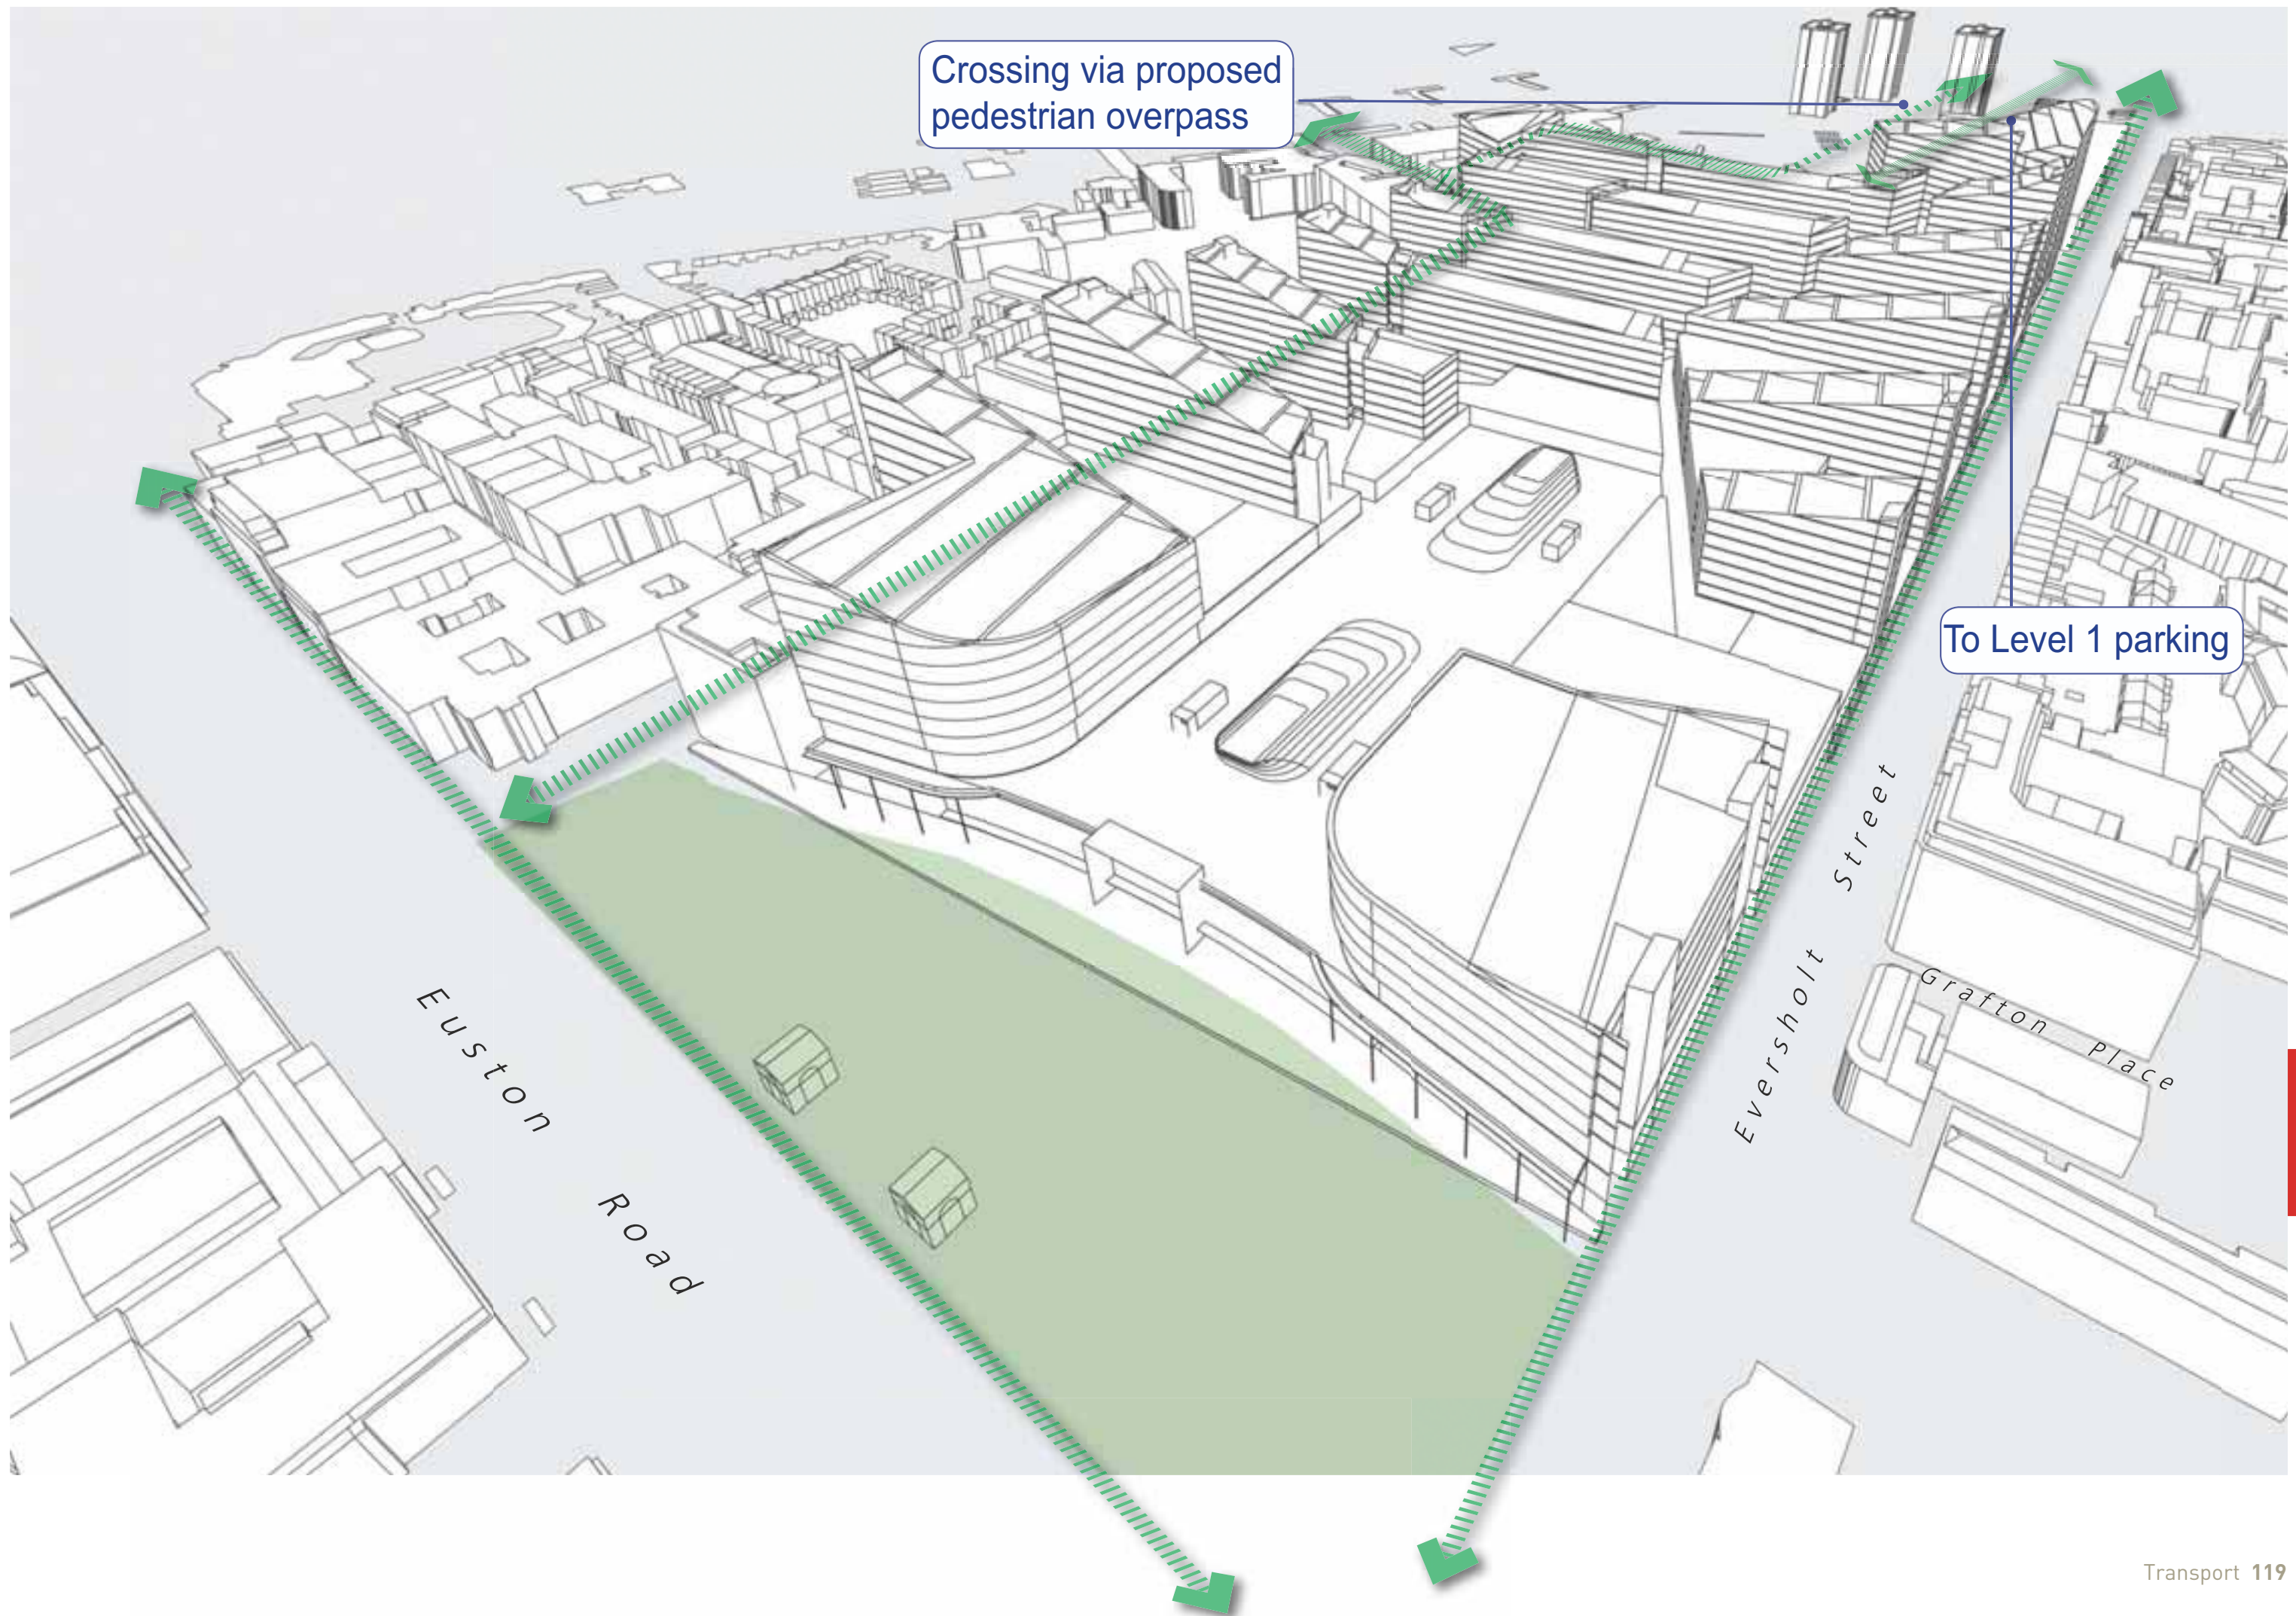 Crossing via proposed
pedestrian overpass
To Level 1 parking
Eversholt Street
Grafton Place
Euston Road
Transport 119